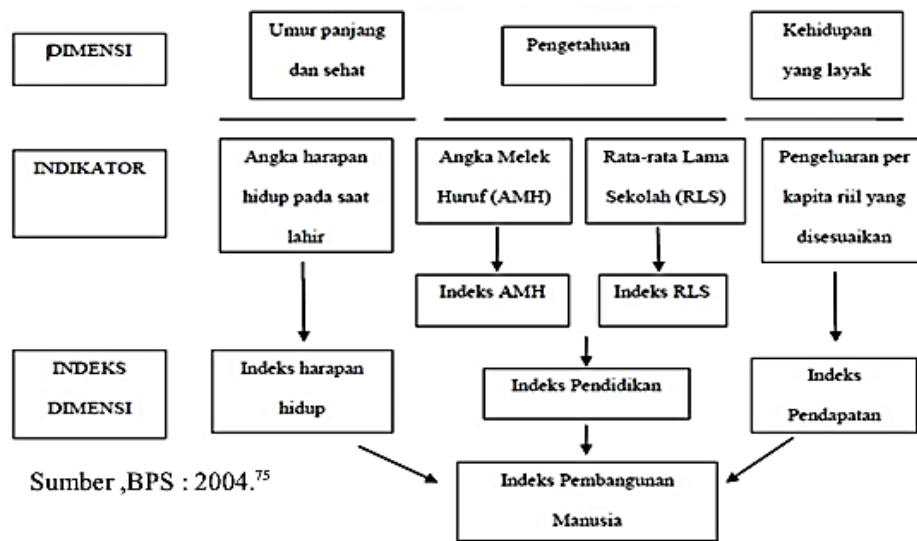 DIMENSI
Umur panjang
dan sehat
Pengetahuan
Kehidupan
yang layak
INDIKATOR
Angka harapan
hidup pada saat
lahir
Angka Melek
Huruf (AMH)
Rata-rata Lama
Sekolah (RLS)
Pengeluaran per
kapita riil yang
disesuaikan
Indeks AMH
Indeks RLS
INDEKS
DIMENSI
Indeks harapan
hidup
Indeks Pendidikan
Indeks
Pendapatan
Indeks Pembangunan
Manusia
Sumber ,BPS : 2004.⁷⁵